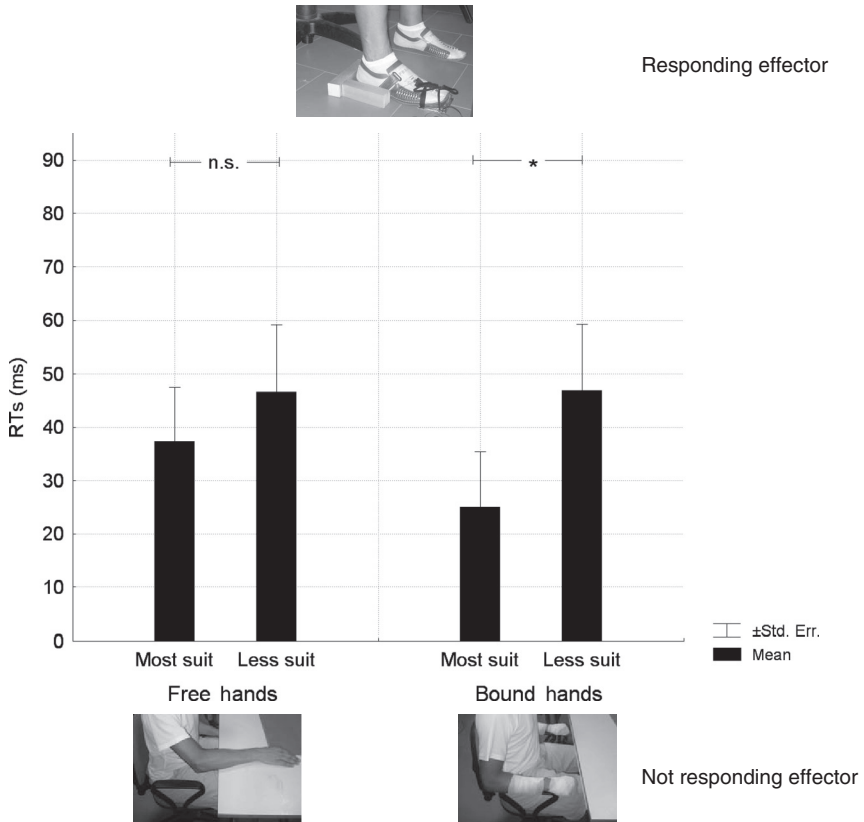 Responding effector
n.s.
*
90
80
70
60
50
40
30
20
10
0
RTs (ms)
Most suit Less suit Most suit Less suit
Free hands Bound hands
±Std. Err.
Mean
Not responding effector